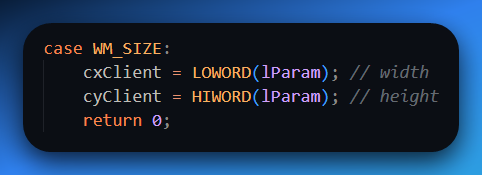 case WM_SIZE:
    cxClient = LOWORD(lParam); // width
    cyClient = HIWORD(lParam); // height
    return 0;